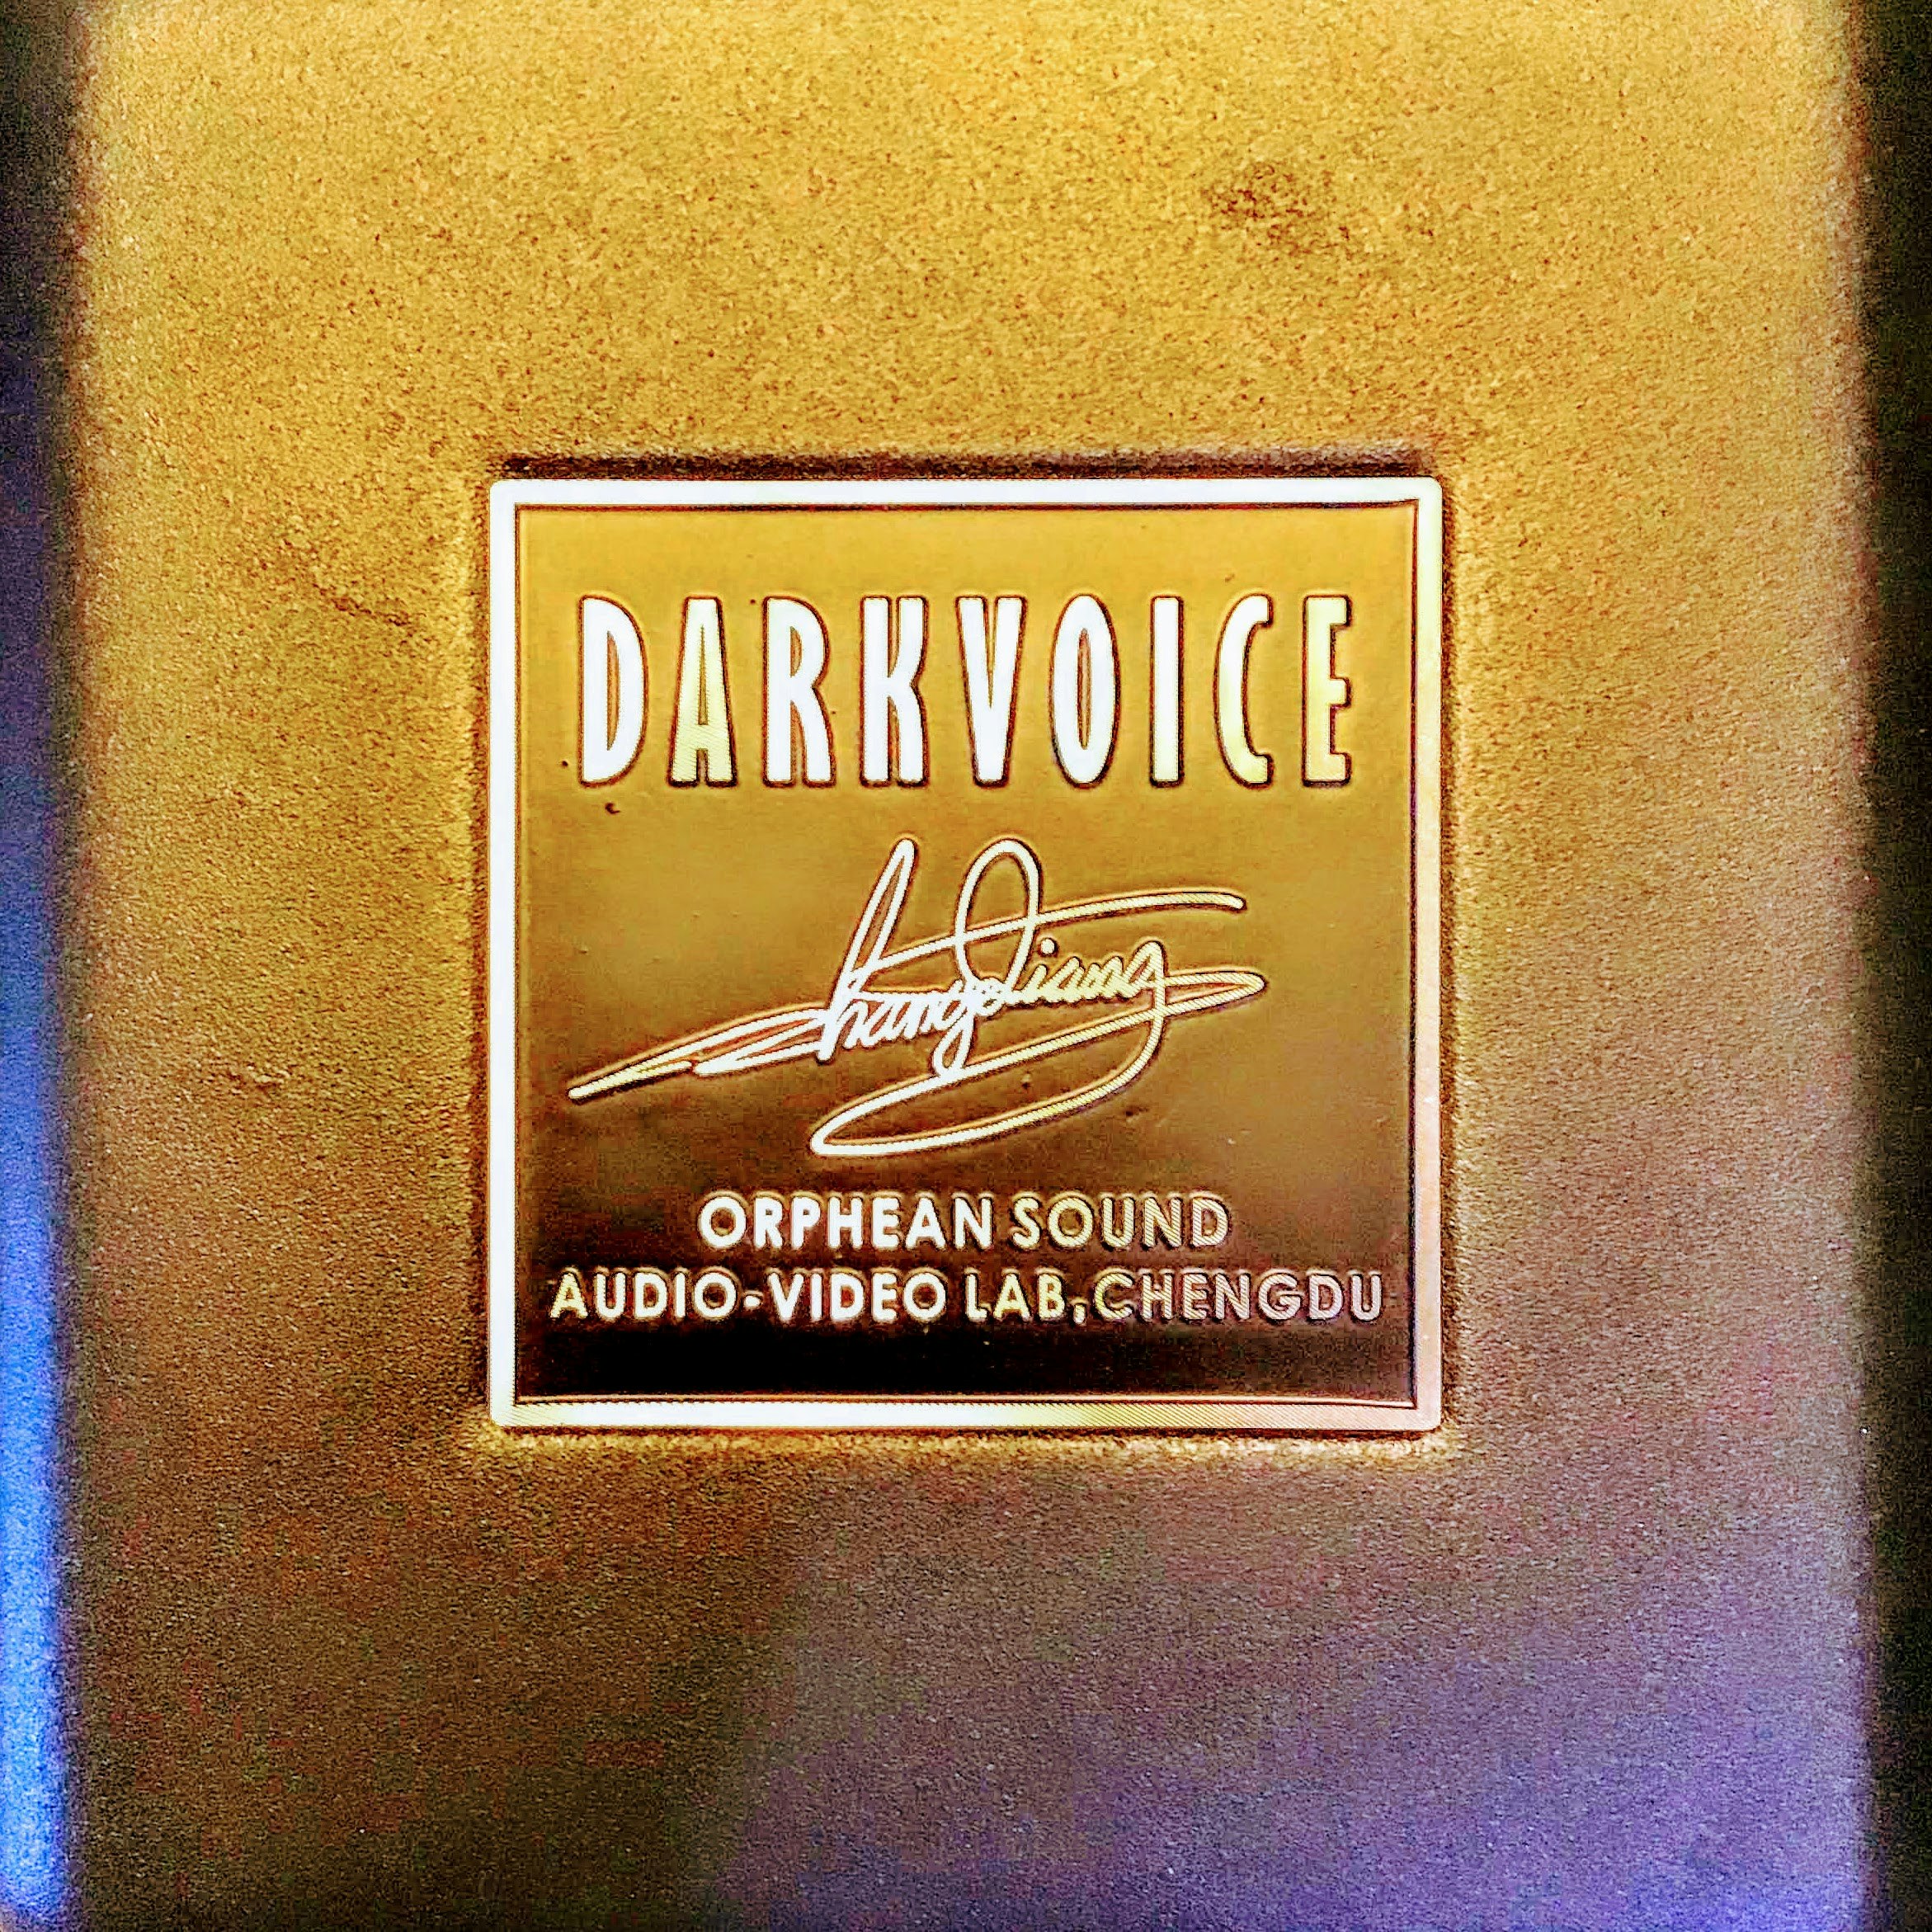 DARKVOICE
ORPHEAN SOUND
AUDIO-VIDEO LAB,CHENGDU